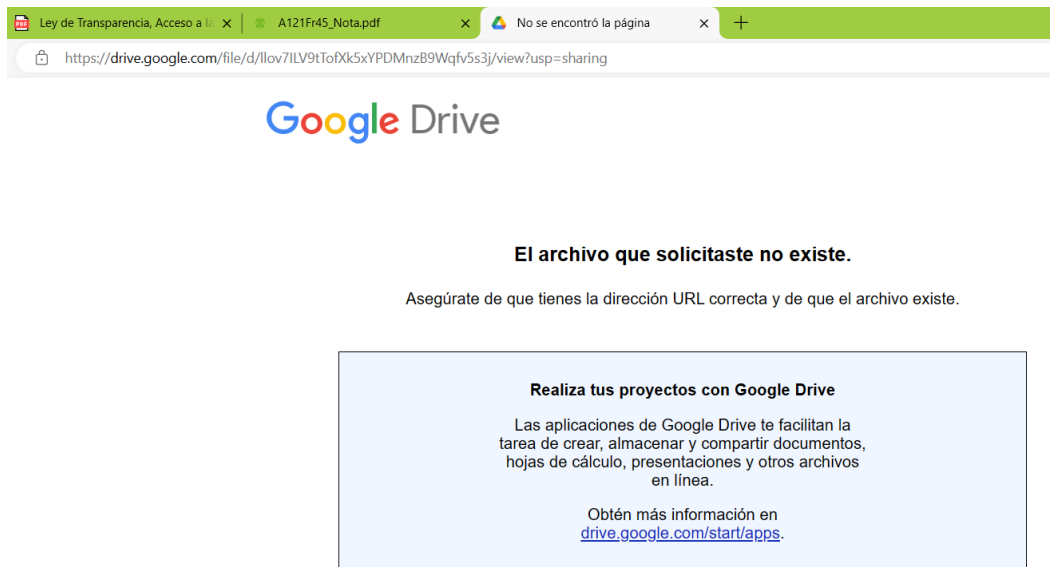 Ley de Transparencia, Acceso a la
A121Fr45_Nota.pdf
No se encontró la página
https://drive.google.com/file/d/llov7ILV9tTofXk5xYPDMnzB9Wqfv5s3j/view?usp=sharing
Google Drive
El archivo que solicitaste no existe.
Asegúrate de que tienes la dirección URL correcta y de que el archivo existe.
Realiza tus proyectos con Google Drive
Las aplicaciones de Google Drive te facilitan la
tarea de crear, almacenar y compartir documentos,
hojas de cálculo, presentaciones y otros archivos
en línea.
Obtén más información en
drive.google.com/start/apps.